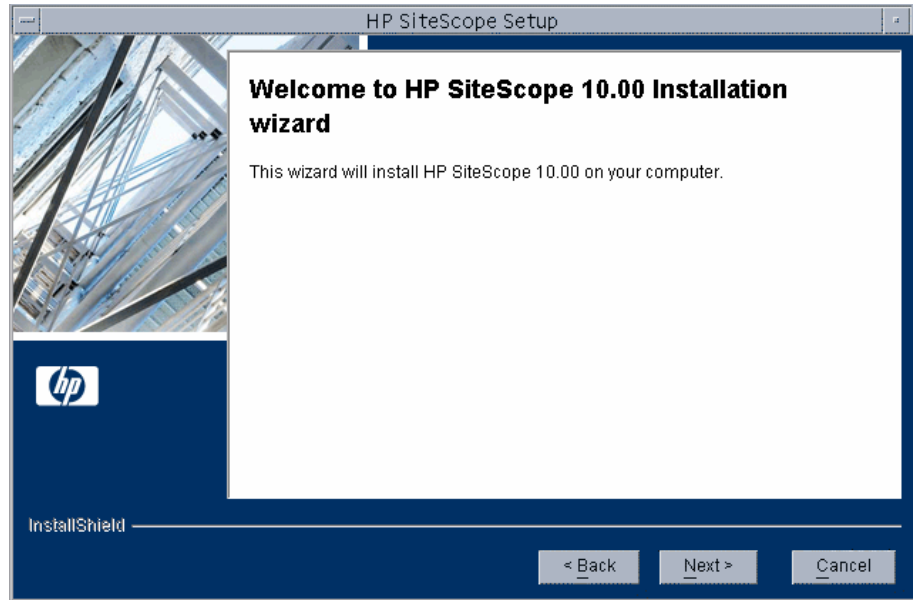 HP SiteScope Setup
Welcome to HP SiteScope 10.00 Installation
wizard
This wizard will install HP SiteScope 10.00 on your computer.
hp
InstallShield
< Back
Next >
Cancel